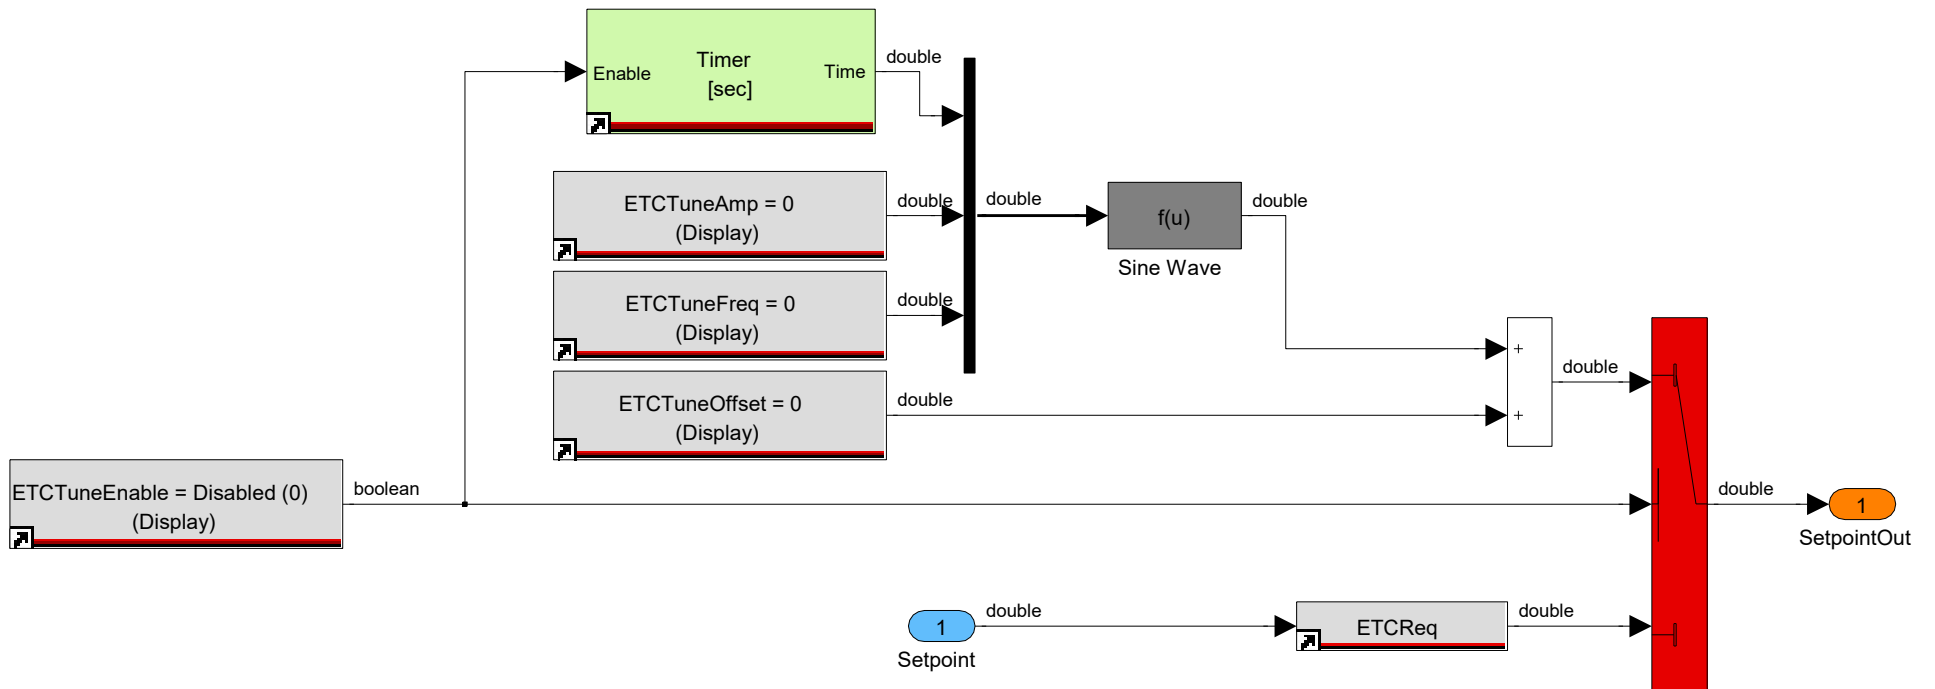 Enable
Timer
[sec]
Time
double
ETCTuneAmp = 0
(Display)
double
double
f(u)
double
Sine Wave
ETCTuneFreq = 0
(Display)
double
ETCTuneOffset = 0
(Display)
double
+
+
double
ETCTuneEnable = Disabled (0)
(Display)
boolean
double
1
SetpointOut
1
Setpoint
double
ETCReq
double